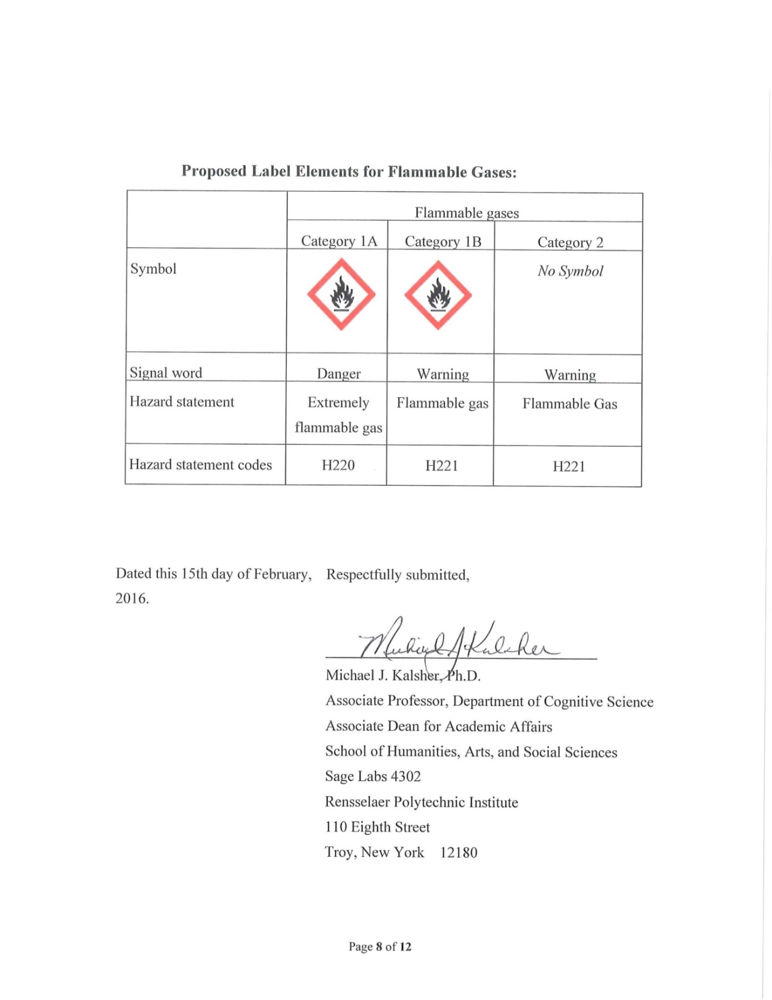 Proposed Label Elements for Flammable Gases:
Flammable gases
Category 1A Category 1B Category 2
Symbol No Symbol
Signal word Danger Warning Warning
Hazard statement Extremely flammable gas Flammable gas Flammable Gas
Hazard statement codes H220 H221 H221
Dated this 15th day of February, Respectfully submitted,
2016.
Michael J Kalsher
Michael J. Kalsher, Ph.D.
Associate Professor, Department of Cognitive Science
Associate Dean for Academic Affairs
School of Humanities, Arts, and Social Sciences
Sage Labs 4302
Rensselaer Polytechnic Institute
110 Eighth Street
Troy, New York 12180
Page 8 of 12